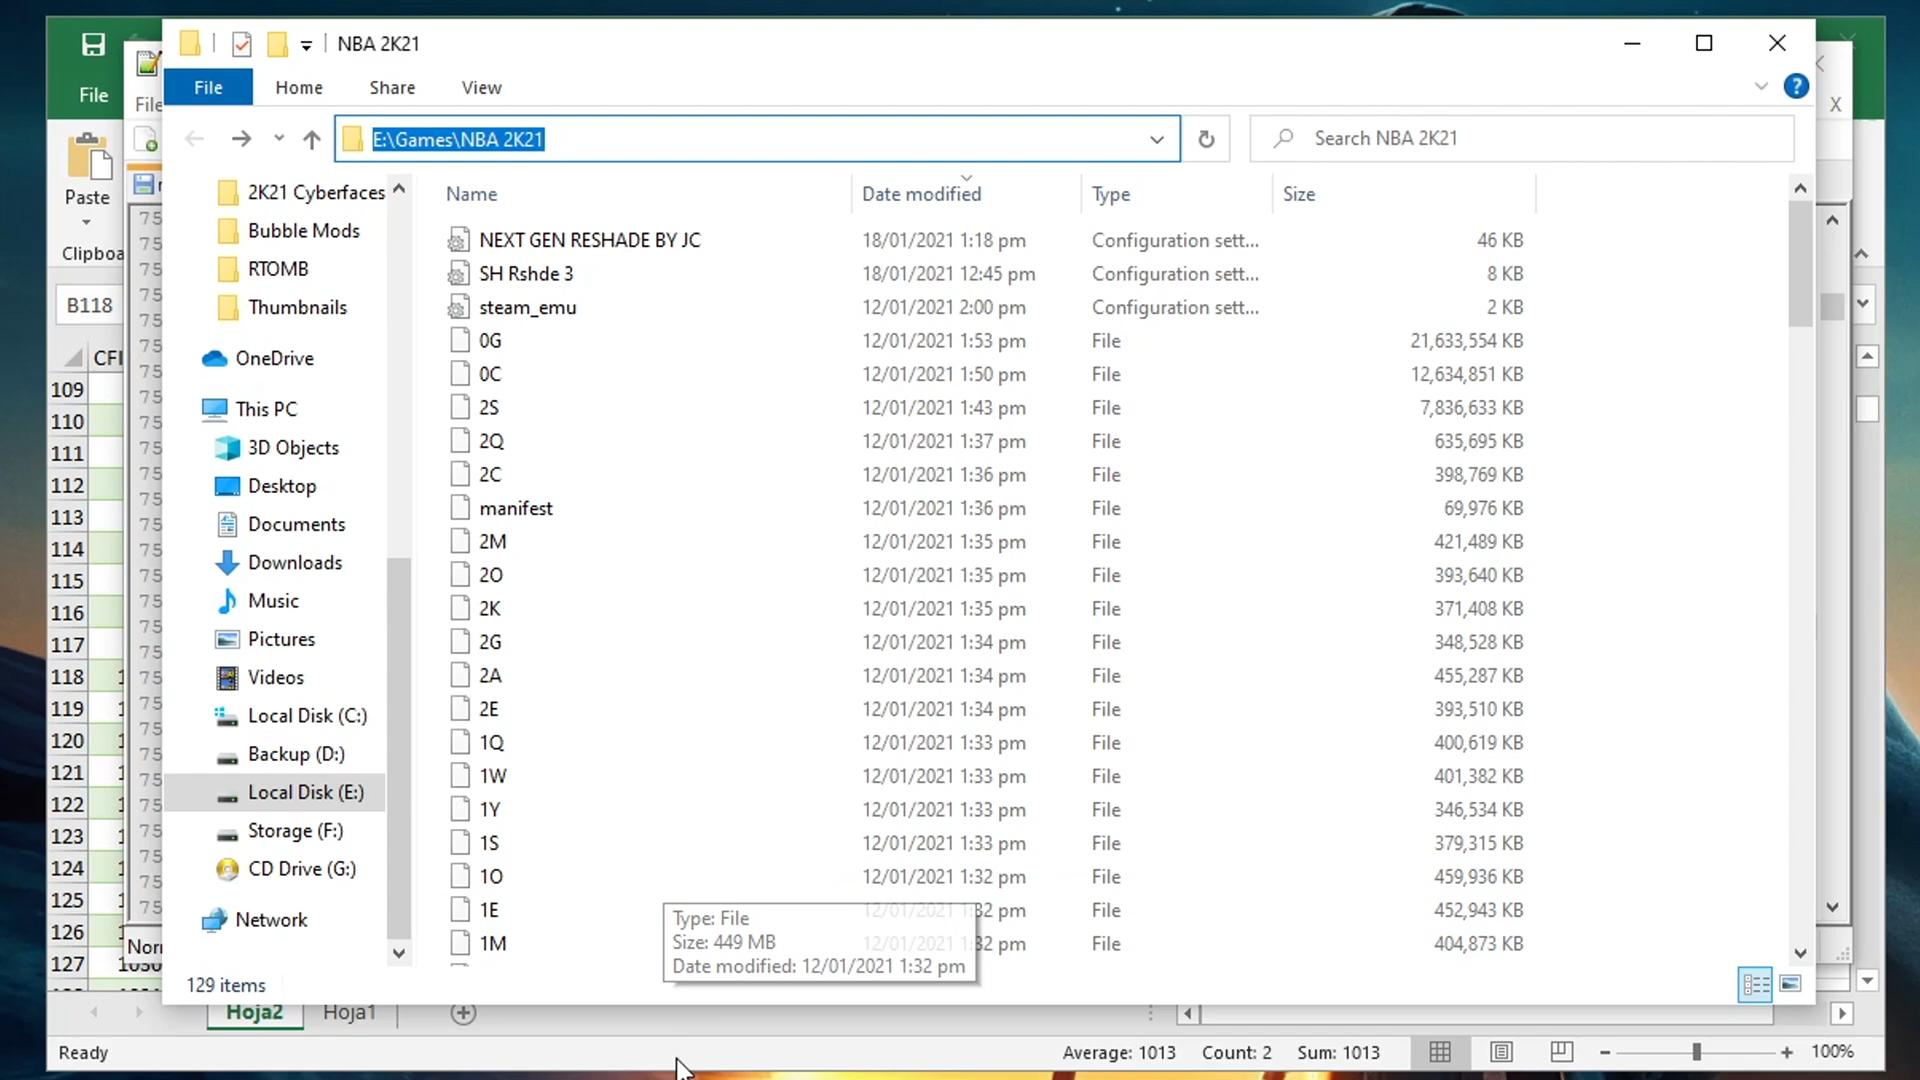 NBA 2K21
File Home Share View
E:\Games\NBA 2K21
Search NBA 2K21
File
Paste
Clipboa
B118
CFI
109
110
111
112
113
114
115
116
117
118
119
120
121
122
123
124
125
126
127
2K21 Cyberfaces
Bubble Mods
RTOMB
Thumbnails
OneDrive
This PC
3D Objects
Desktop
Documents
Downloads
Music
Pictures
Videos
Local Disk (C:)
Backup (D:)
Local Disk (E:)
Storage (F:)
CD Drive (G:)
Network
Name Date modified Type Size
NEXT GEN RESHADE BY JC 18/01/2021 1:18 pm Configuration sett... 46 KB
SH Rshde 3 18/01/2021 12:45 pm Configuration sett... 8 KB
steam_emu 12/01/2021 2:00 pm Configuration sett... 2 KB
0G 12/01/2021 1:53 pm File 21,633,554 KB
0C 12/01/2021 1:50 pm File 12,634,851 KB
2S 12/01/2021 1:43 pm File 7,836,633 KB
2Q 12/01/2021 1:37 pm File 635,695 KB
2C 12/01/2021 1:36 pm File 398,769 KB
manifest 12/01/2021 1:36 pm File 69,976 KB
2M 12/01/2021 1:35 pm File 421,489 KB
2O 12/01/2021 1:35 pm File 393,640 KB
2K 12/01/2021 1:35 pm File 371,408 KB
2G 12/01/2021 1:34 pm File 348,528 KB
2A 12/01/2021 1:34 pm File 455,287 KB
2E 12/01/2021 1:34 pm File 393,510 KB
1Q 12/01/2021 1:33 pm File 400,619 KB
1W 12/01/2021 1:33 pm File 401,382 KB
1Y 12/01/2021 1:33 pm File 346,534 KB
1S 12/01/2021 1:33 pm File 379,315 KB
1O 12/01/2021 1:32 pm File 459,936 KB
1E 12/01/2021 1:32 pm File 452,943 KB
1M 12/01/2021 1:32 pm File 404,873 KB
Type: File
Size: 449 MB
Date modified: 12/01/2021 1:32 pm
129 items
Hoja2 Hoja1
Ready Average: 1013 Count: 2 Sum: 1013 100%